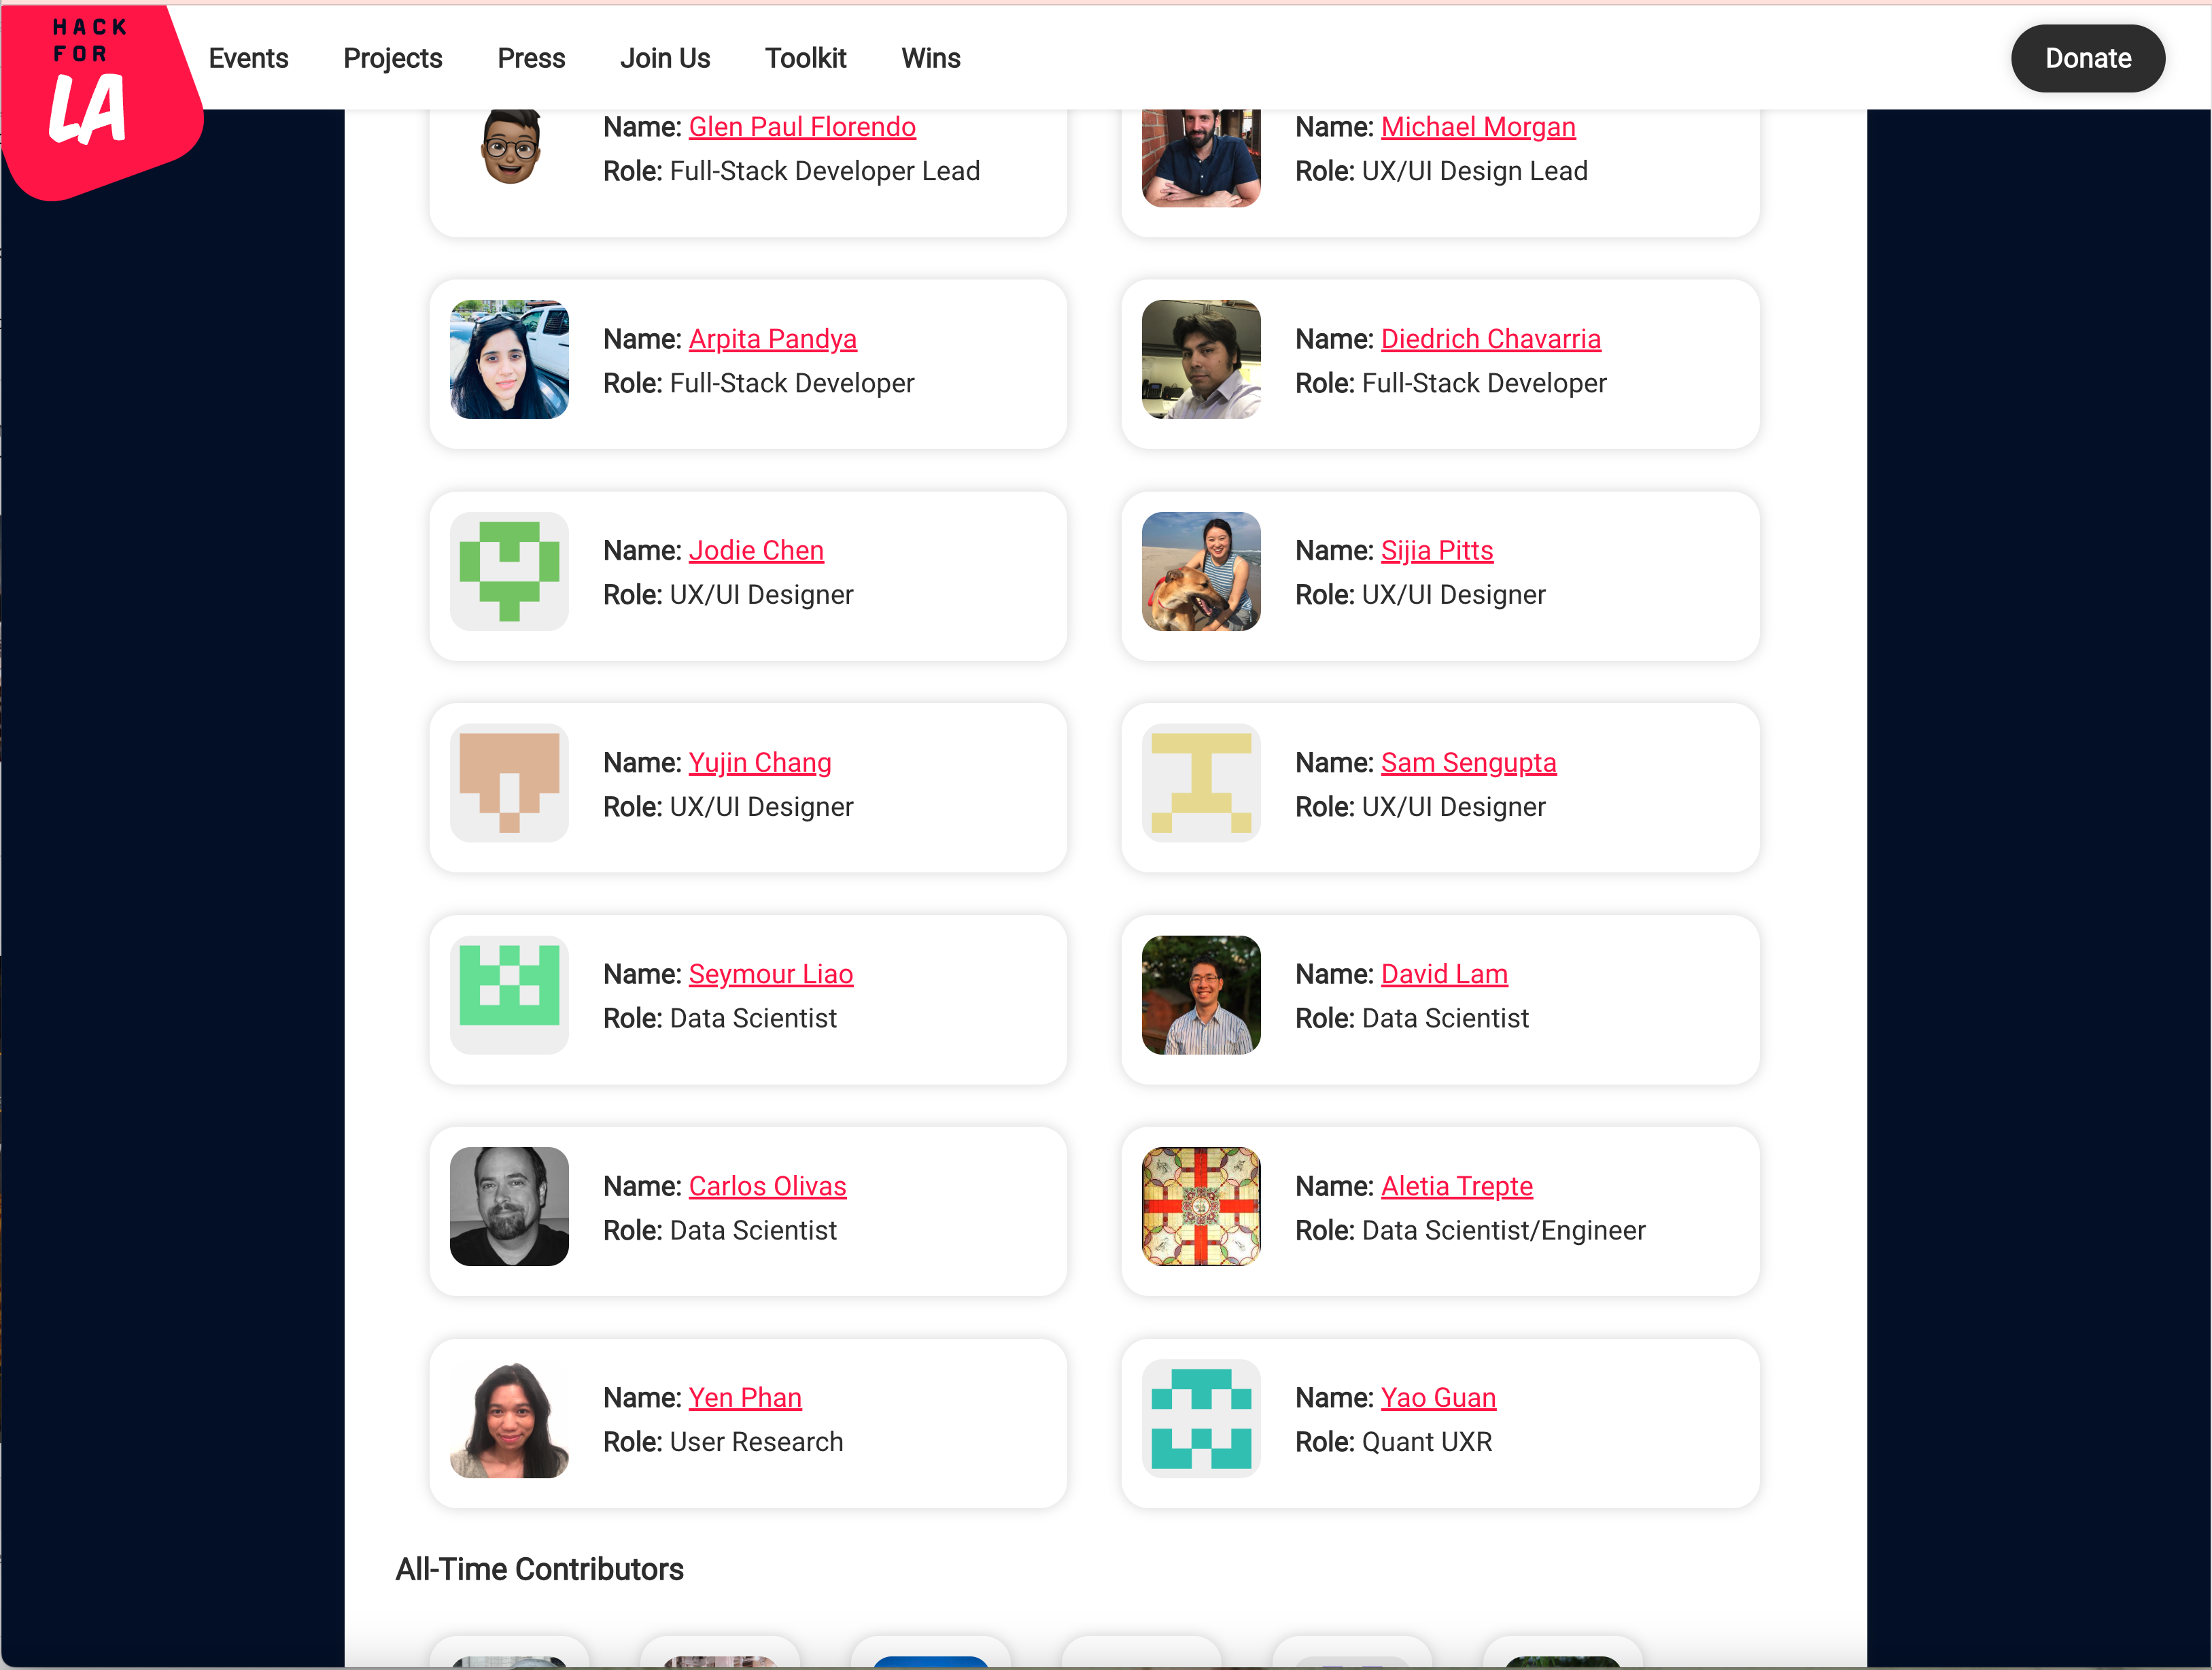 HACK
FOR
LA
Events Projects Press Join Us Toolkit Wins Donate
Name: Glen Paul Florendo
Role: Full-Stack Developer Lead
Name: Michael Morgan
Role: UX/UI Design Lead
Name: Arpita Pandya
Role: Full-Stack Developer
Name: Diedrich Chavarria
Role: Full-Stack Developer
Name: Jodie Chen
Role: UX/UI Designer
Name: Sijia Pitts
Role: UX/UI Designer
Name: Yujin Chang
Role: UX/UI Designer
Name: Sam Sengupta
Role: UX/UI Designer
Name: Seymour Liao
Role: Data Scientist
Name: David Lam
Role: Data Scientist
Name: Carlos Olivas
Role: Data Scientist
Name: Aletia Trepte
Role: Data Scientist/Engineer
Name: Yen Phan
Role: User Research
Name: Yao Guan
Role: Quant UXR
All-Time Contributors